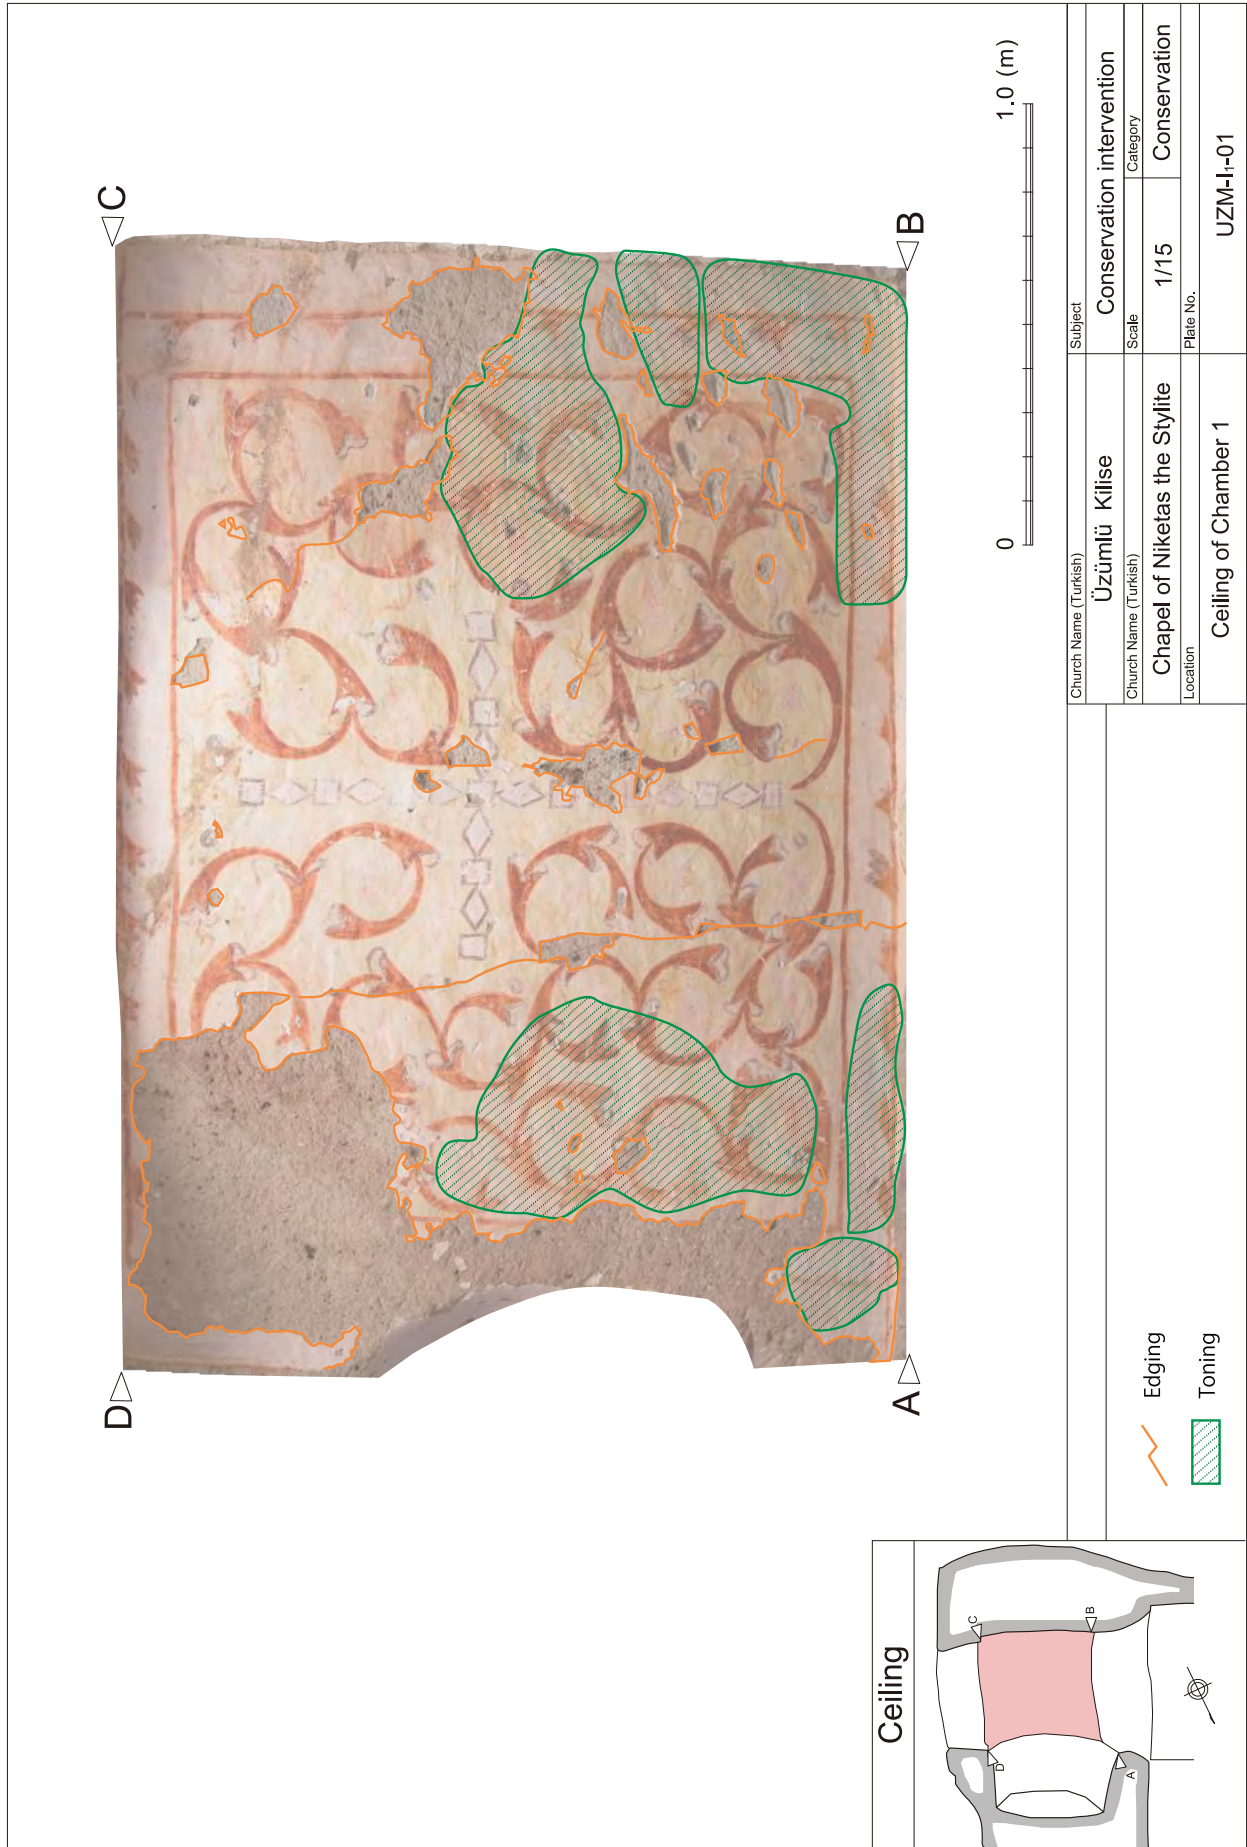 D
C
A
B
0
1.0 (m)
Edging
Toning
Ceiling
C
B
D
A
Church Name (Turkish)
Üzümlü Kilise
Church Name (Turkish)
Chapel of Niketas the Stylite
Location
Ceiling of Chamber 1
Subject
Conservation intervention
Scale
1/15
Category
Conservation
Plate No.
UZM-I₁-01